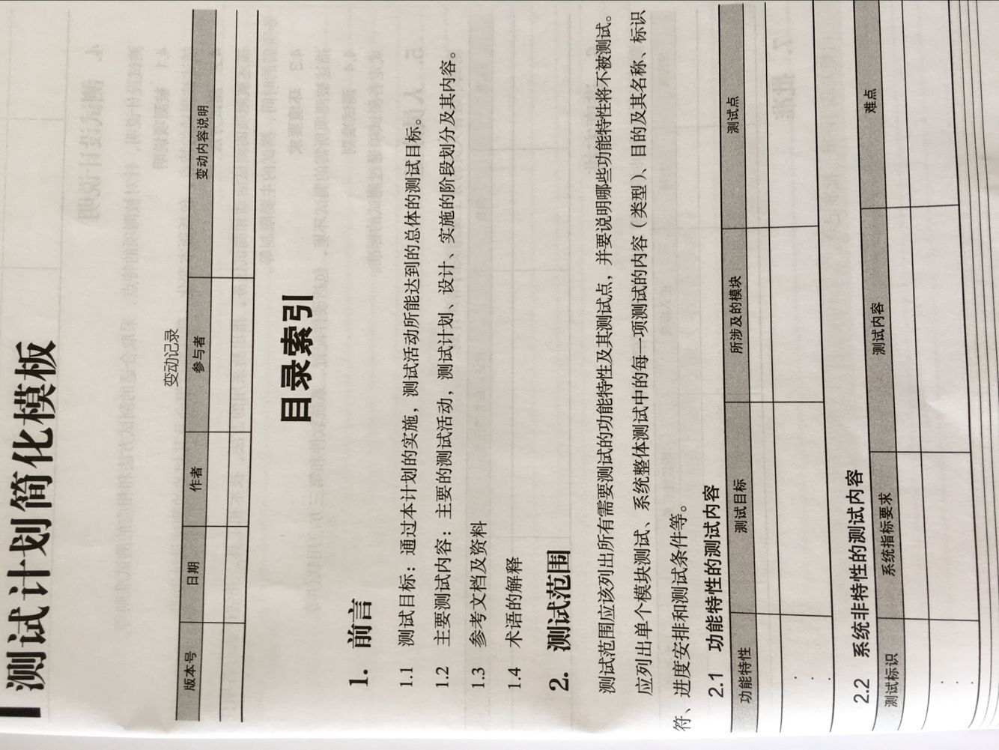 测试计划简化模板
变动记录
版本号 日期 作者 参与者 变动内容说明
目录索引
1. 前言
1.1 测试目标：通过本计划的实施，测试活动所能达到的总体的测试目标。
1.2 主要测试内容：主要的测试活动，测试计划、设计、实施的阶段划分及其内容。
1.3 参考文档及资料
1.4 术语的解释
2. 测试范围
测试范围应该列出所有需要测试的功能特性及其测试点，并要说明哪些功能特性将不被测试。
应列出单个模块测试、系统整体测试中的每一项测试的内容（类型）、目的及其名称、标识
符、进度安排和测试条件等。
2.1 功能特性的测试内容
功能特性 测试目标 所涉及的模块 测试点
2.2 系统非特性的测试内容
测试标识 系统指标要求 测试内容 难点